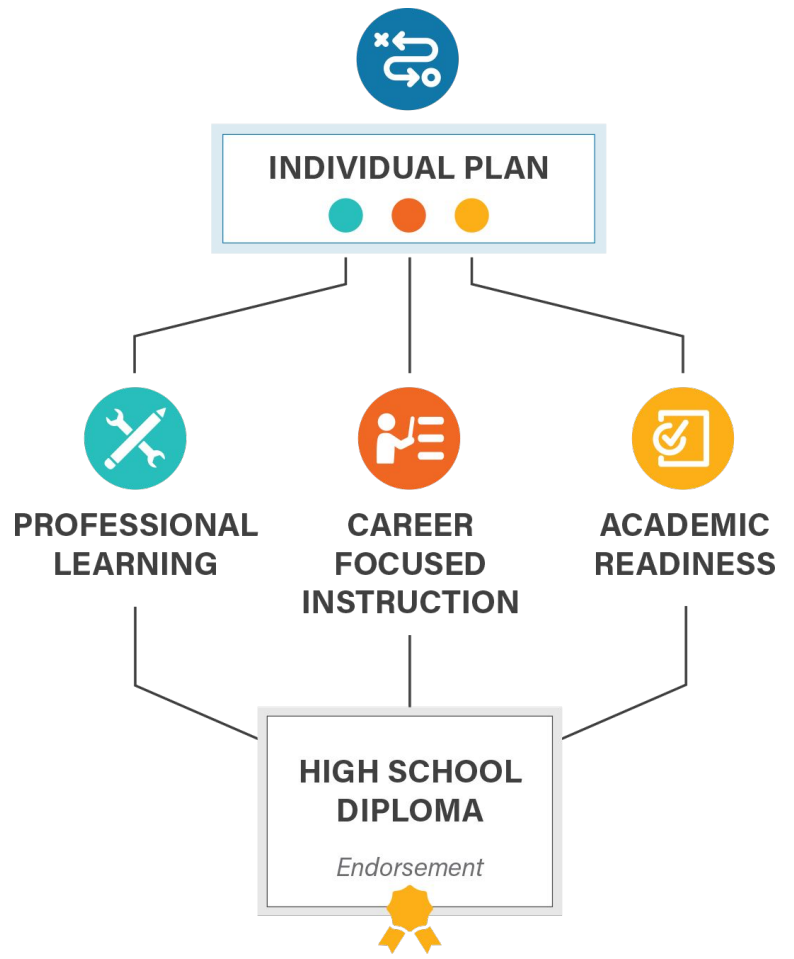 INDIVIDUAL PLAN
PROFESSIONAL
LEARNING
CAREER
FOCUSED
INSTRUCTION
ACADEMIC
READINESS
HIGH SCHOOL
DIPLOMA
Endorsement